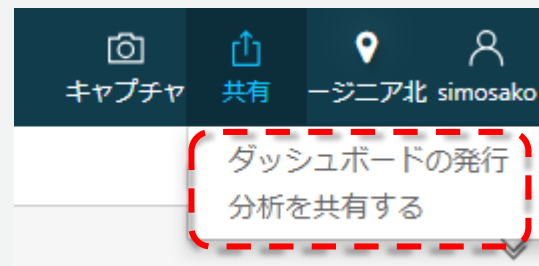 キャプチャ
共有
ージニア北
simosako
ダッシュボードの発行
分析を共有する